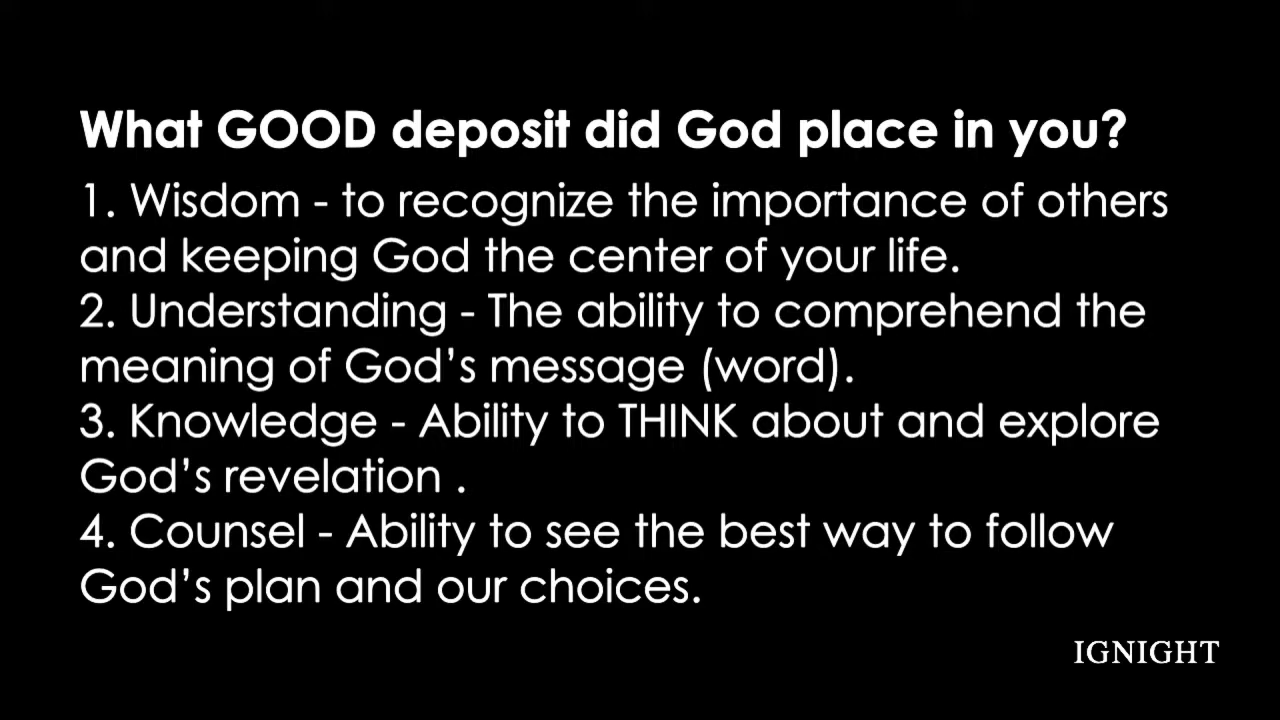 What GOOD deposit did God place in you?
1. Wisdom - to recognize the importance of others
and keeping God the center of your life.
2. Understanding - The ability to comprehend the
meaning of God’s message (word).
3. Knowledge - Ability to THINK about and explore
God’s revelation .
4. Counsel - Ability to see the best way to follow
God’s plan and our choices.
IGNIGHT